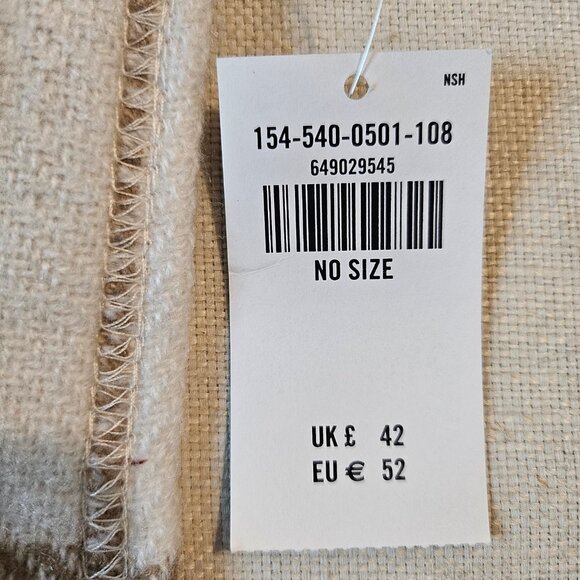 NSH
154-540-0501-108
649029545
NO SIZE
UK £ 42
EU € 52